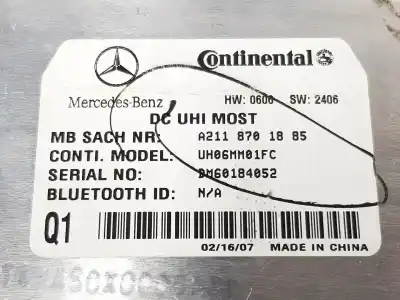 Continental
Mercedes-Benz HW: 0600 SW: 2406
DC UHI MOST
MB SACH NR: A211 870 18 85
CONTI. MODEL: UH06MM01FC
SERIAL NO: DM60184052
BLUETOOTH ID: N/A
Q1
02/16/07 MADE IN CHINA